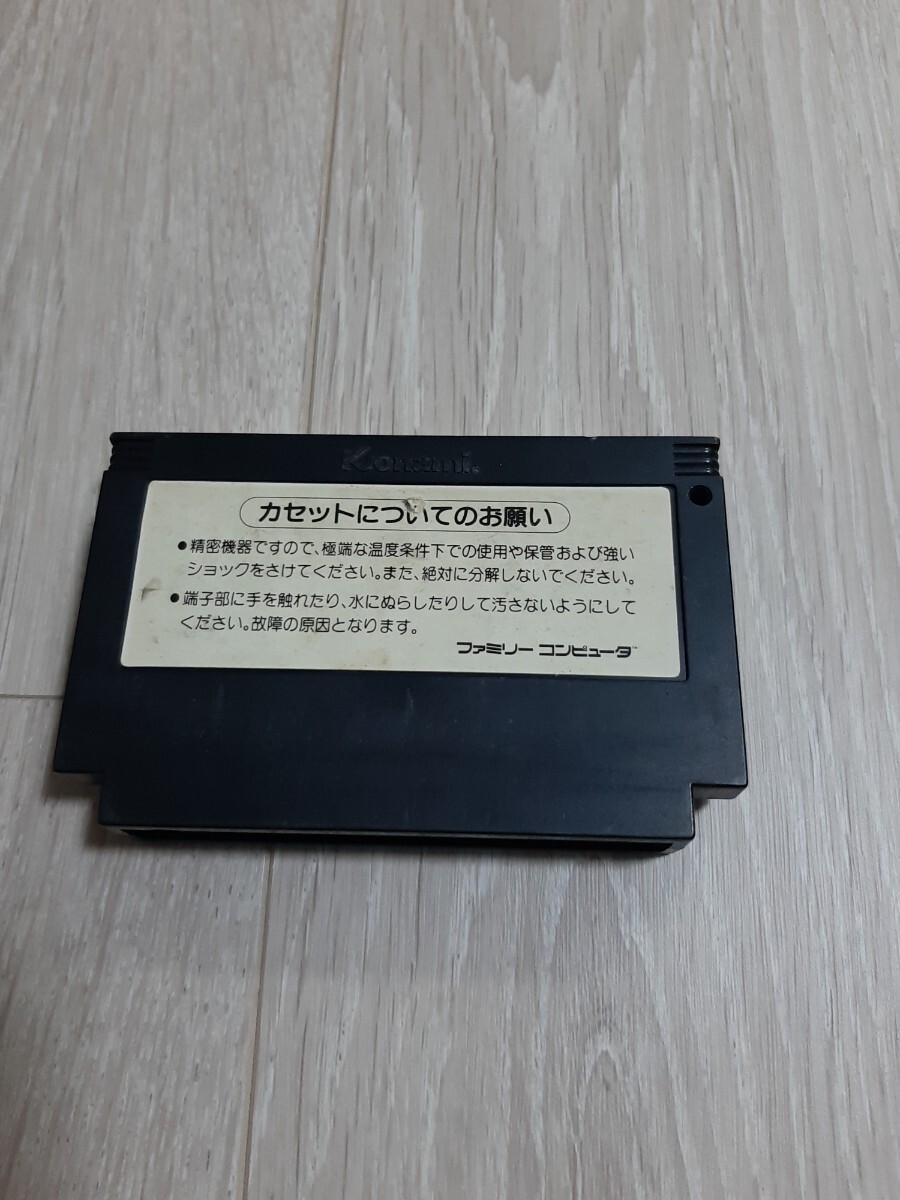 Konami.
カセットについてのお願い
●精密機器ですので、極端な温度条件下での使用や保管および強い
ショックをさけてください。また、絶対に分解しないでください。
●端子部に手を触れたり、水にぬらしたりして汚さないようにして
ください。故障の原因となります。
ファミリー コンピュータ™